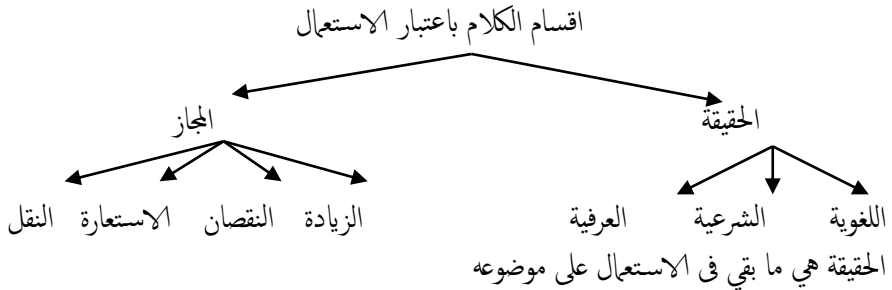 اقسام الكلام باعتبار الاستعمال
الحقيقة المجاز
اللغوية الشرعية العرفية الزيادة النقصان الاستعارة النقل
الحقيقة هي ما بقي فى الاستعمال على موضوعه